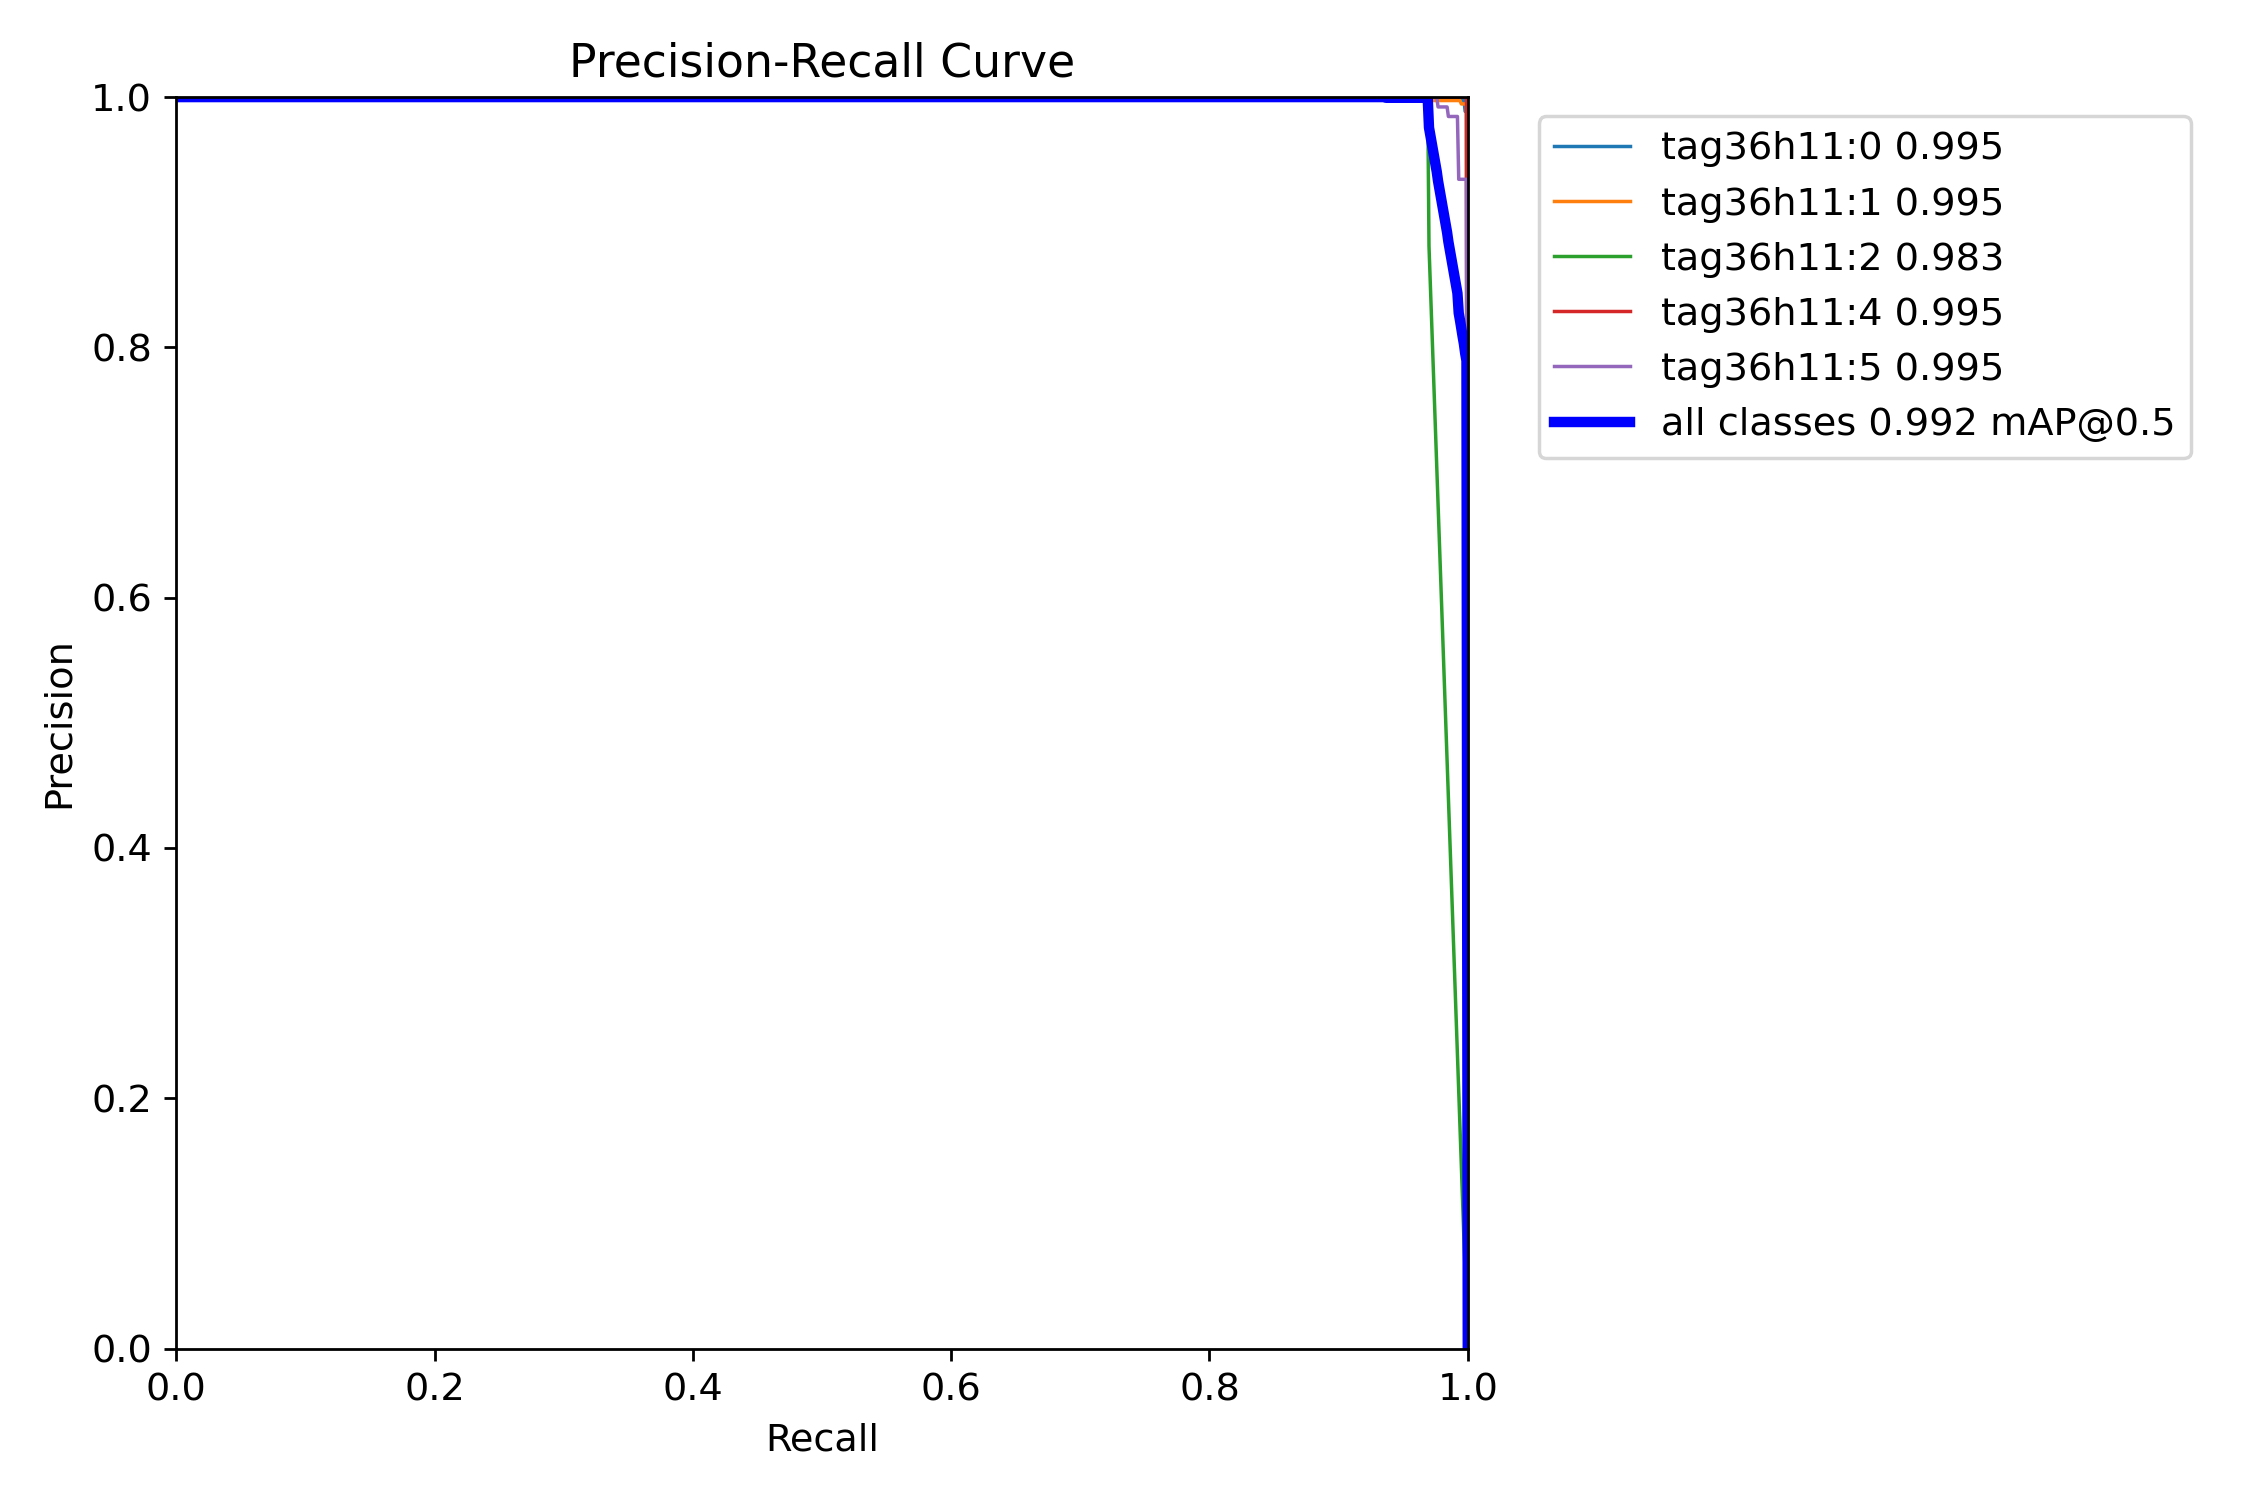 Precision-Recall Curve
1.0
0.8
0.6
0.4
0.2
0.0
Precision
0.0 0.2 0.4 0.6 0.8 1.0
Recall
tag36h11:0 0.995
tag36h11:1 0.995
tag36h11:2 0.983
tag36h11:4 0.995
tag36h11:5 0.995
all classes 0.992 mAP@0.5